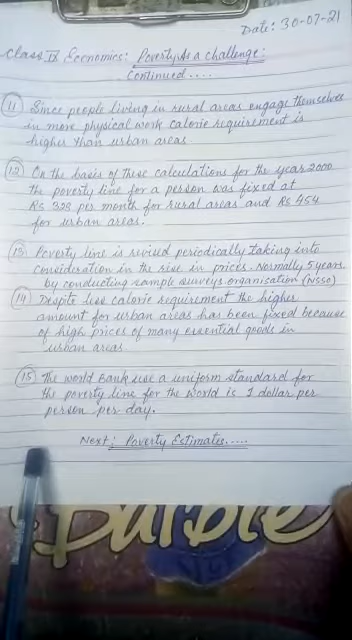 Date: 30-07-21
Class IX Economics: Poverty As a challenge:
Continued....
(11) Since people living in rural areas engage themselves
in more physical work calorie requirement is
higher than urban areas
(12) On the basis of these calculations for the year 2000
the poverty line for a person was fixed at
Rs 328 per month for rural areas and Rs 454
for urban areas.
(13) Poverty line is revised periodically taking into
consideration in the rise in prices. Normally 5 years
by conducting sample surveys organisation (NSSO)
(14) Despite less calorie requirement the higher
amount for urban areas has been fixed because
of high prices of many essential goods in
urban areas
(15) The world Bank use a uniform standard for
the poverty line for the world is 1 dollar per
person per day.
Next: Poverty Estimates.....
Barbie